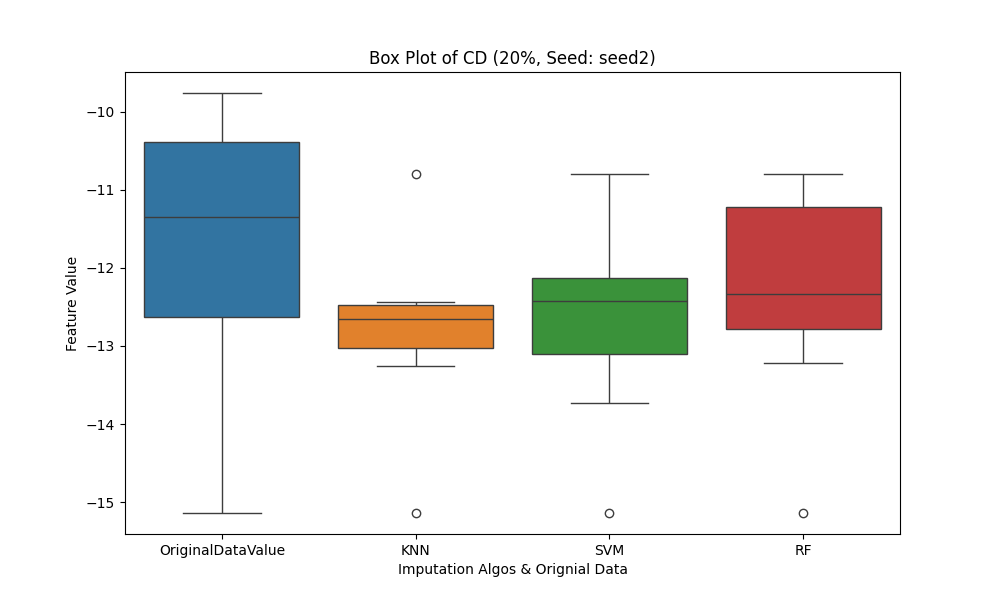 Box Plot of CD (20%, Seed: seed2)
Feature Value
−10
−11
−12
−13
−14
−15
OriginalDataValue
KNN
SVM
RF
Imputation Algos & Orignial Data